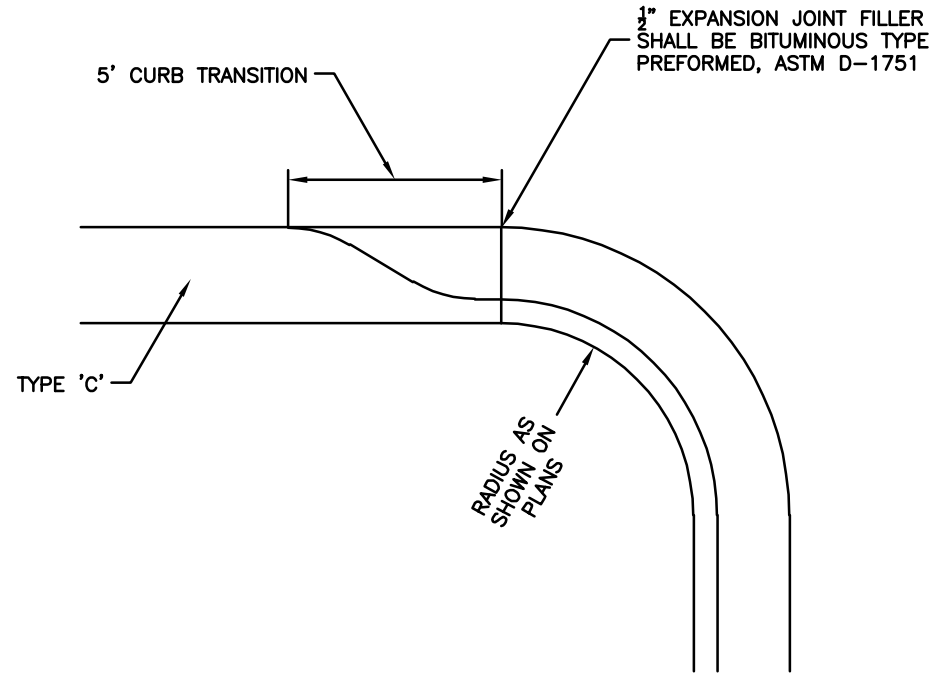 ½" EXPANSION JOINT FILLER
SHALL BE BITUMINOUS TYPE
PREFORMED, ASTM D-1751
5' CURB TRANSITION
TYPE 'C'
RADIUS AS
SHOWN ON
PLANS